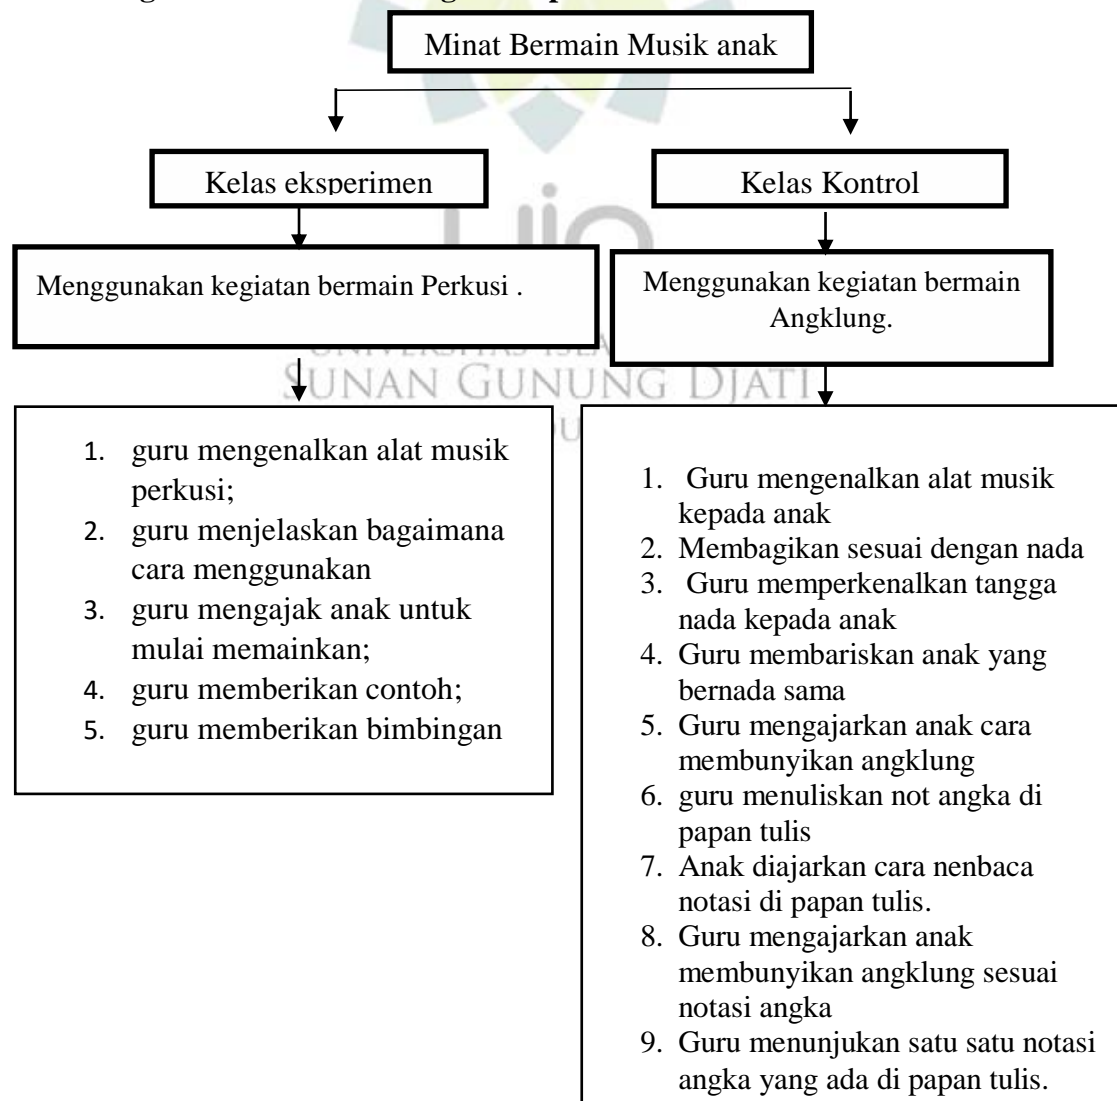 Minat Bermain Musik anak
Kelas eksperimen
Kelas Kontrol
Menggunakan kegiatan bermain Perkusi .
Menggunakan kegiatan bermain
Angklung.
SUNAN GUNUNG DJATI
1. guru mengenalkan alat musik
perkusi;
2. guru menjelaskan bagaimana
cara menggunakan
3. guru mengajak anak untuk
mulai memainkan;
4. guru memberikan contoh;
5. guru memberikan bimbingan
1. Guru mengenalkan alat musik
kepada anak
2. Membagikan sesuai dengan nada
3. Guru memperkenalkan tangga
nada kepada anak
4. Guru membariskan anak yang
bernada sama
5. Guru mengajarkan anak cara
membunyikan angklung
6. guru menuliskan not angka di
papan tulis
7. Anak diajarkan cara nenbaca
notasi di papan tulis.
8. Guru mengajarkan anak
membunyikan angklung sesuai
notasi angka
9. Guru menunjukan satu satu notasi
angka yang ada di papan tulis.